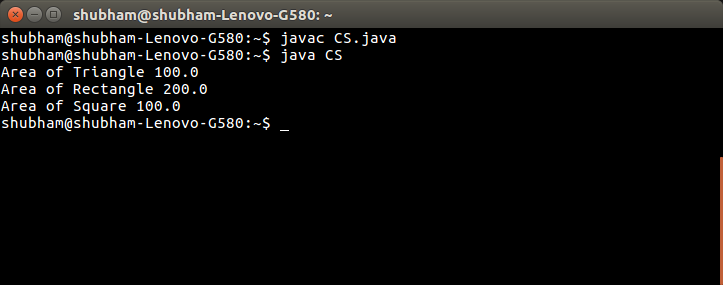 shubham@shubham-Lenovo-G580: ~
shubham@shubham-Lenovo-G580:~$ javac CS.java
shubham@shubham-Lenovo-G580:~$ java CS
Area of Triangle 100.0
Area of Rectangle 200.0
Area of Square 100.0
shubham@shubham-Lenovo-G580:~$ _